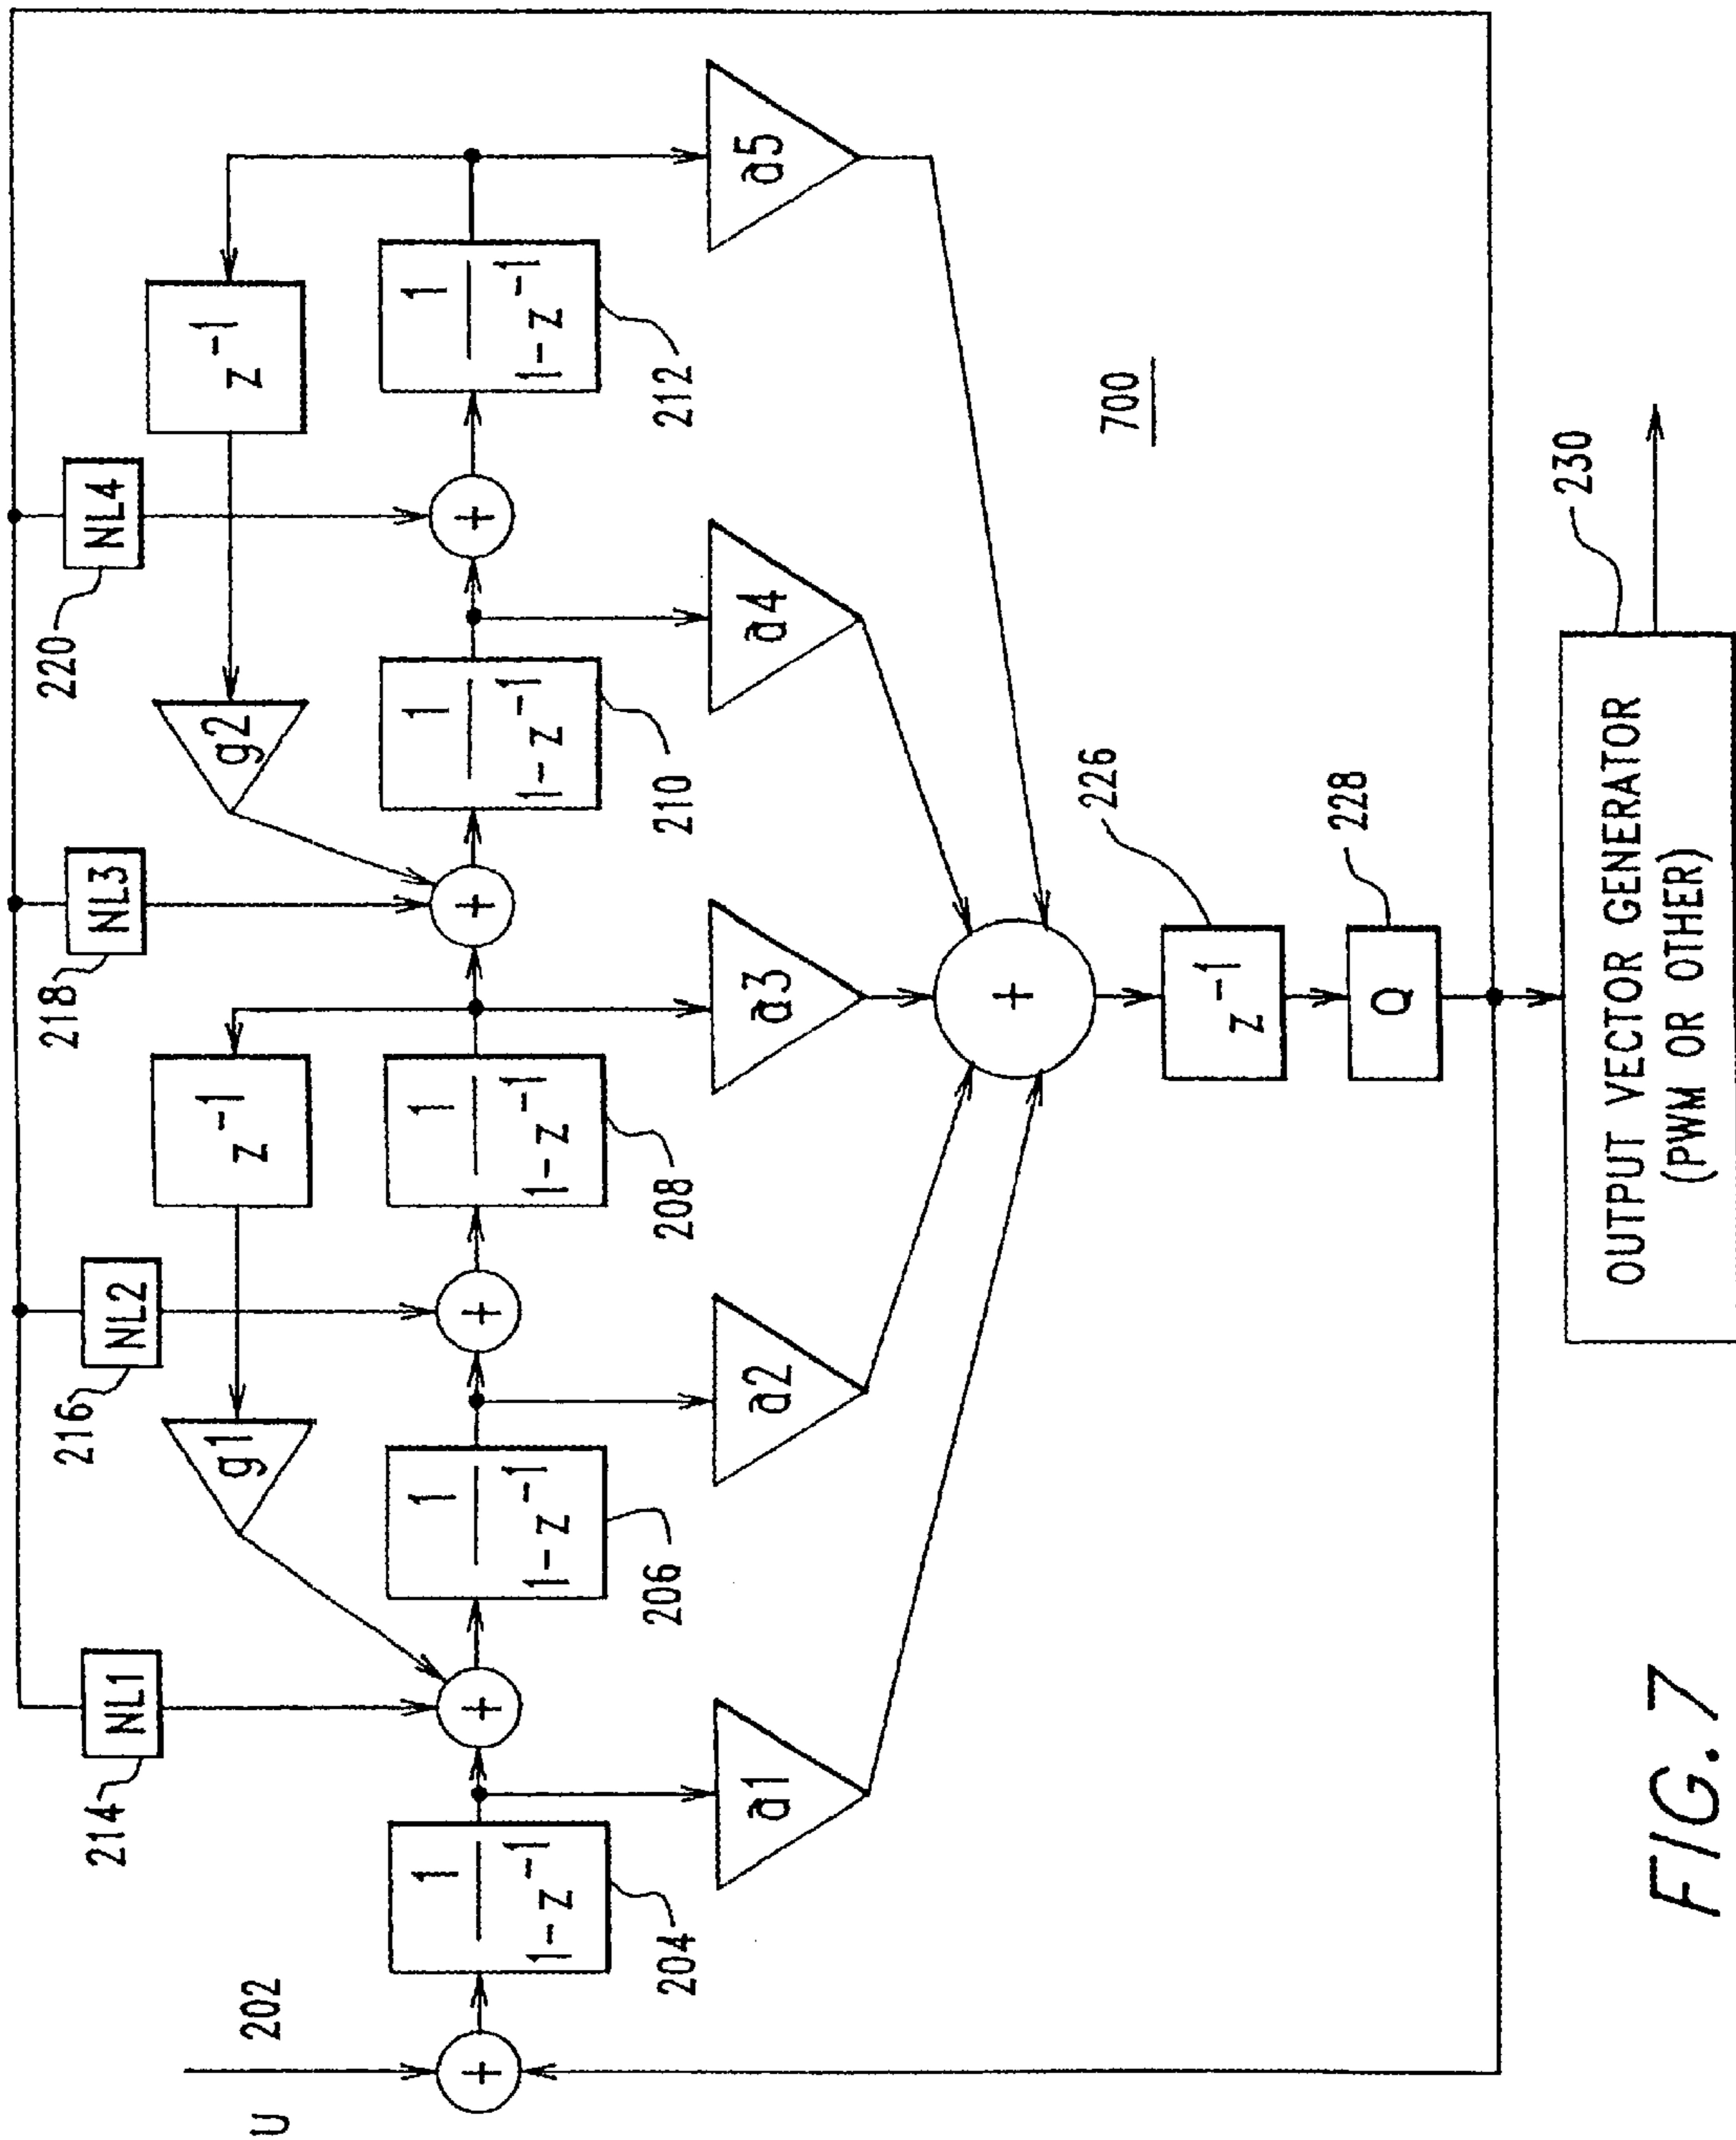 220
NL4
218
NL3
216
NL2
214
NL1
z⁻¹
g2
z⁻¹
g1
U
202
+
1
1-z⁻¹
204
+
1
1-z⁻¹
206
+
1
1-z⁻¹
208
+
1
1-z⁻¹
210
+
1
1-z⁻¹
212
a1
a2
a3
a4
a5
+
700
z⁻¹
226
Q
228
230
OUTPUT VECTOR GENERATOR
(PWM OR OTHER)
FIG. 7